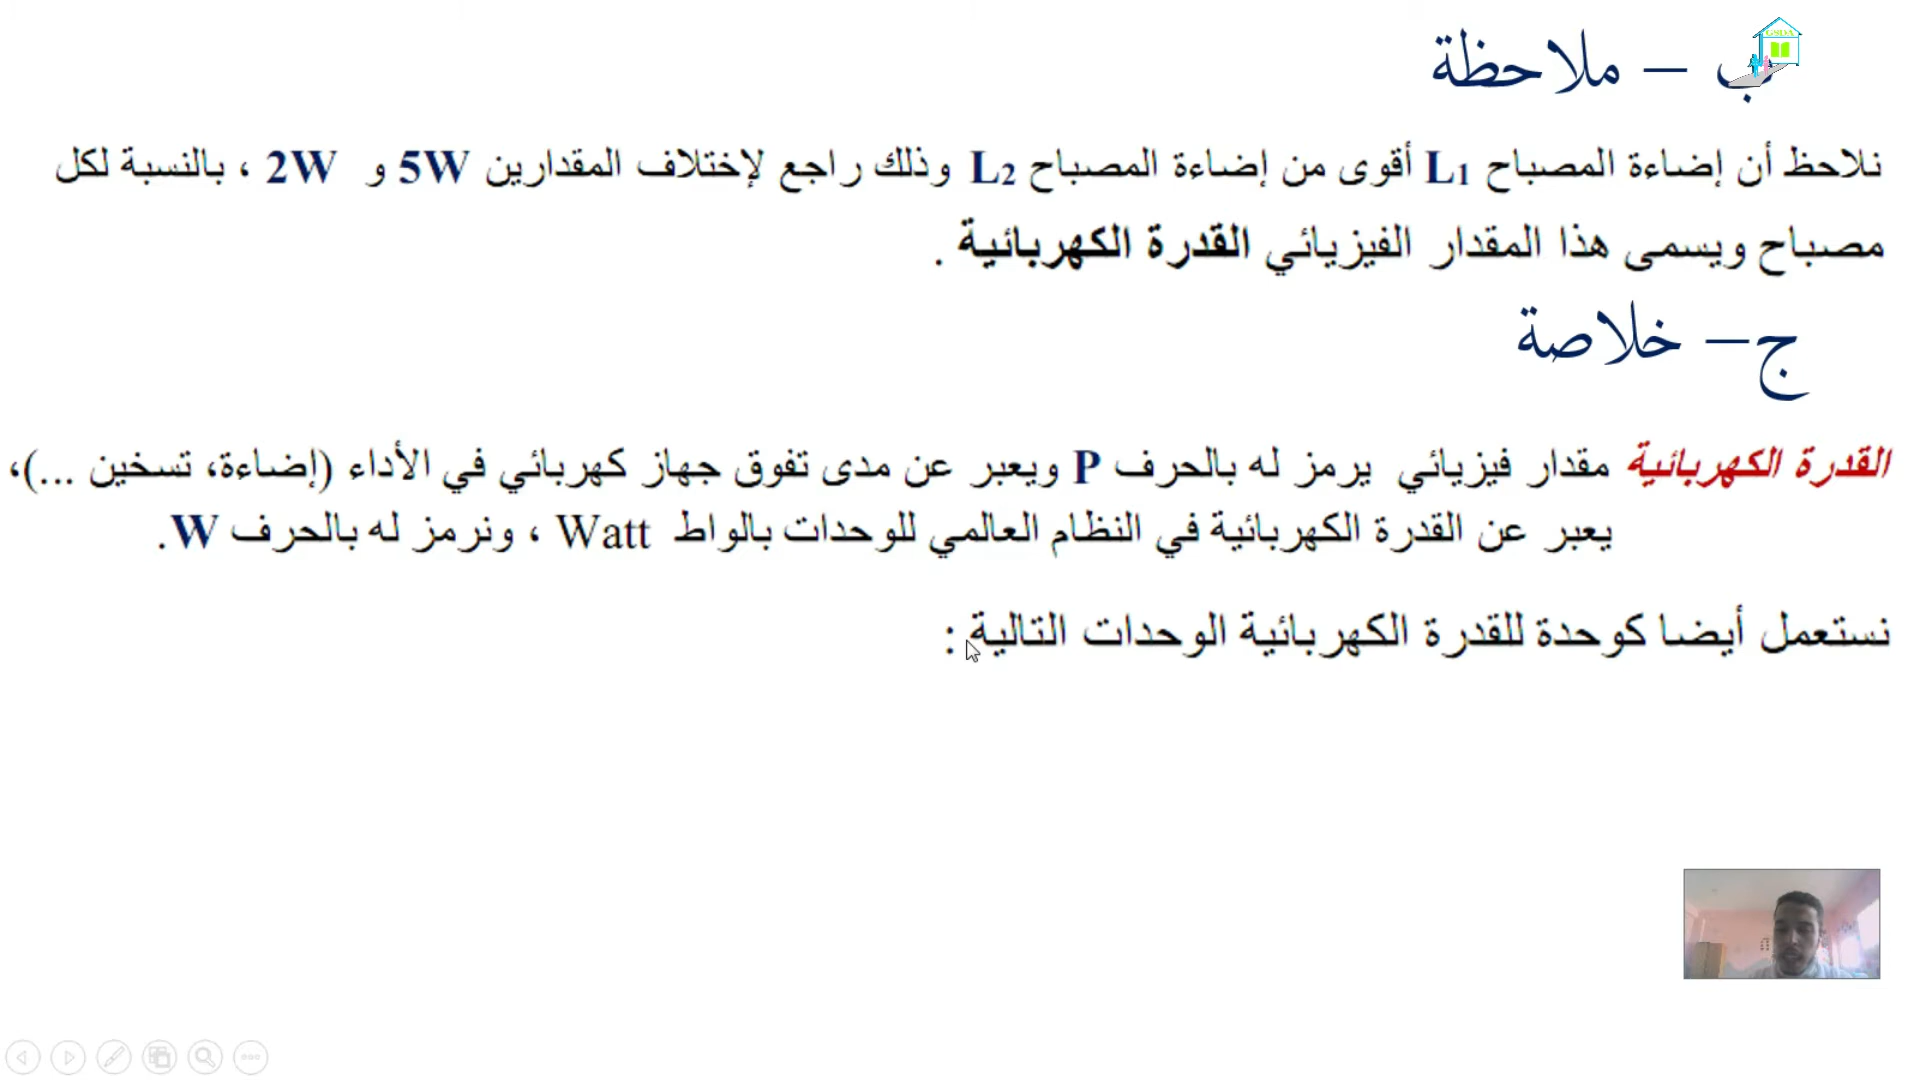 ب – ملاحظة
GSDA
نلاحظ أن إضاءة المصباح L1 أقوى من إضاءة المصباح L2 وذلك راجع لإختلاف المقدارين 5W و 2W ، بالنسبة لكل
مصباح ويسمى هذا المقدار الفيزيائي القدرة الكهربائية .
ج– خلاصة
القدرة الكهربائية مقدار فيزيائي يرمز له بالحرف P ويعبر عن مدى تفوق جهاز كهربائي في الأداء (إضاءة، تسخين ...)،
يعبر عن القدرة الكهربائية في النظام العالمي للوحدات بالواط Watt ، ونرمز له بالحرف W.
نستعمل أيضا كوحدة للقدرة الكهربائية الوحدات التالية :